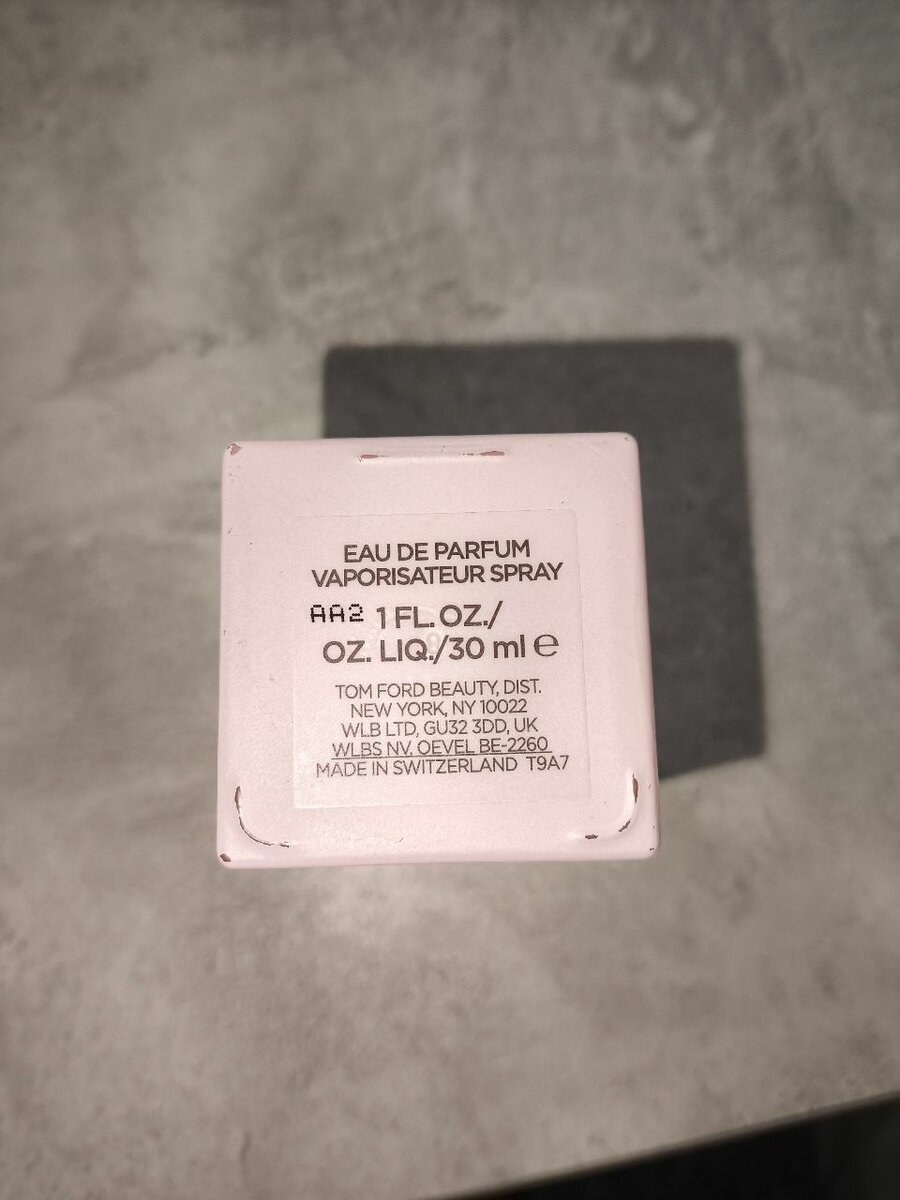 EAU DE PARFUM
VAPORISATEUR SPRAY
AA2 1 FL. OZ./
OZ. LIQ./30 ml ℮
TOM FORD BEAUTY, DIST.
NEW YORK, NY 10022
WLB LTD, GU32 3DD, UK
WLBS NV, OEVEL BE-2260
MADE IN SWITZERLAND T9A7